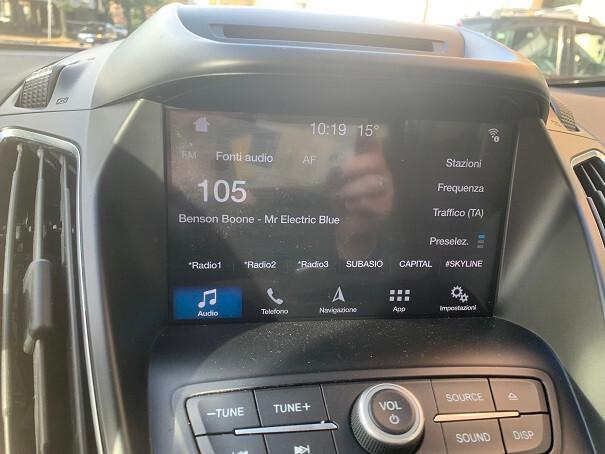 10:19 15°
FM Fonti audio AF
Stazioni
105
Frequenza
Benson Boone - Mr Electric Blue
Traffico (TA)
Preselez.
*Radio1 *Radio2 *Radio3 SUBASIO CAPITAL #SKYLINE
Audio Telefono Navigazione App Impostazioni
–TUNE TUNE+ VOL SOURCE
SOUND DISP